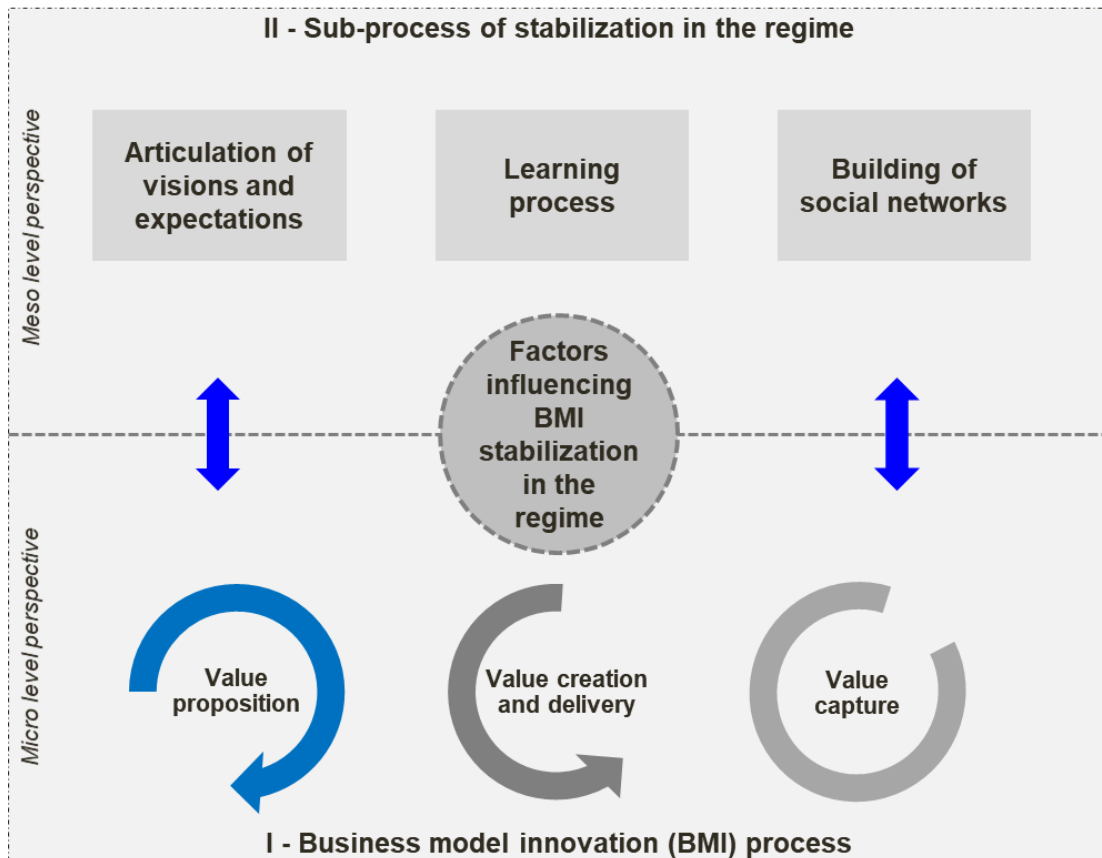 II - Sub-process of stabilization in the regime
Meso level perspective
Articulation of
visions and
expectations
Learning
process
Building of
social networks
Factors
influencing
BMI
stabilization
in the
regime
Micro level perspective
Value
proposition
Value creation
and delivery
Value
capture
I - Business model innovation (BMI) process